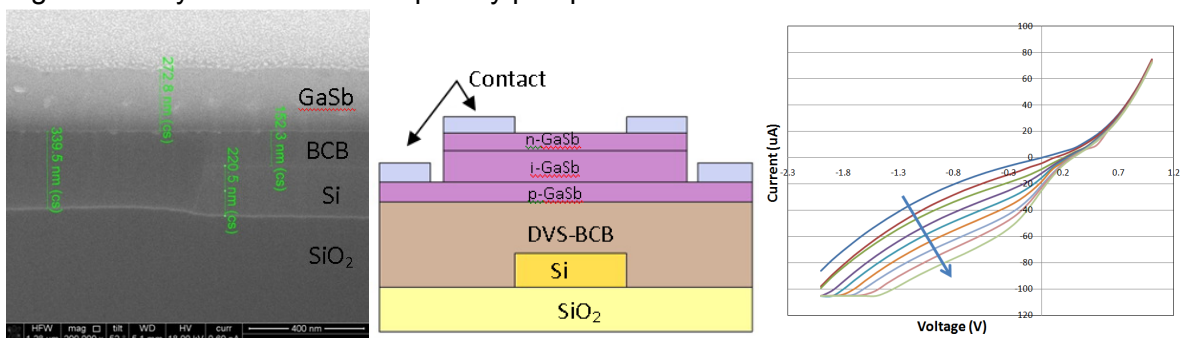 272.8 nm (cs)
339.5 nm (cs)
352.3 nm (cs)
220.5 nm (cs)
GaSb
BCB
Si
SiO2
HFW mag tilt WD HV curr
400 nm
Contact
n-GaSb
i-GaSb
p-GaSb
DVS-BCB
Si
SiO2
100
80
60
40
20
0
-2.3 -1.8 -1.3 -0.8 -0.3 0.2 0.7 1.2
-20
-40
-60
-80
-100
120
Current (uA)
Voltage (V)